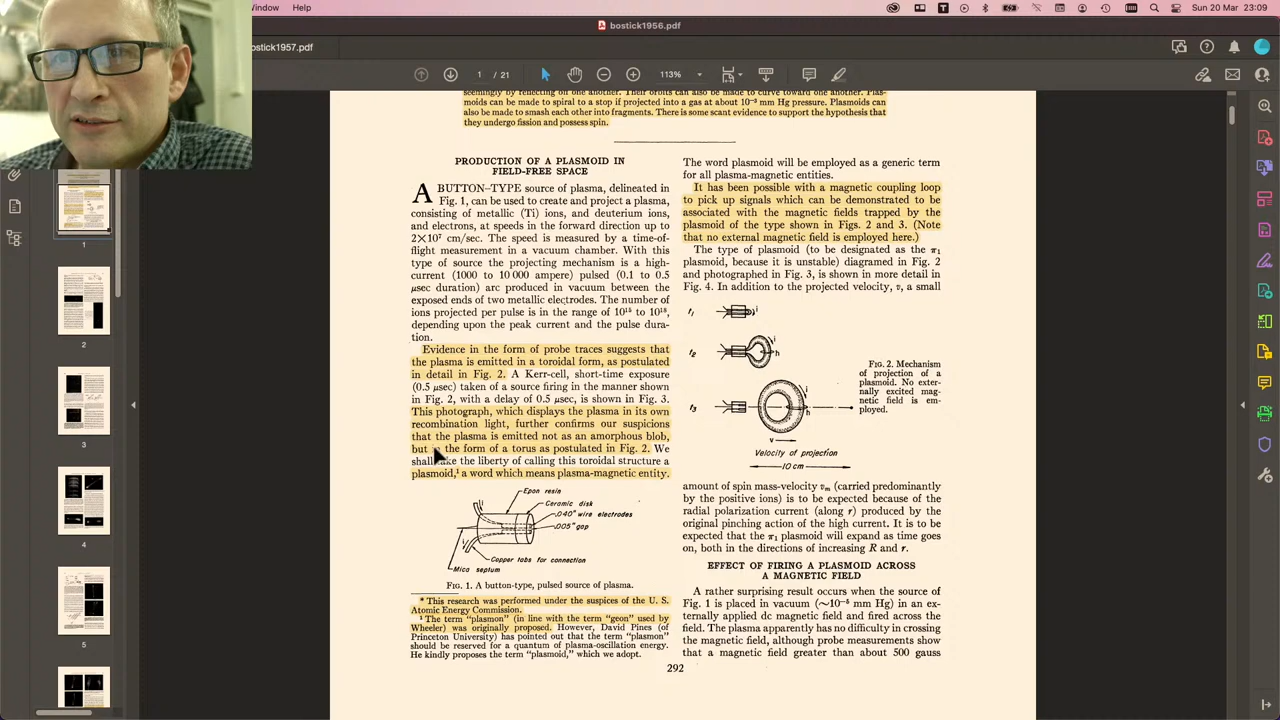 Sun 20 Mar 23:09
bostick1956.pdf
ostick1957.pdf
1 / 21
113%
seemingly by reflecting on one another. Their orbits can also be made to curve toward one another. Plas-
moids can be made to spiral to a stop if projected into a gas at about 10⁻³ mm Hg pressure. Plasmoids can
also be made to smash each other into fragments. There is some scant evidence to support the hypothesis that
they undergo fission and possess spin.
PRODUCTION OF A PLASMOID IN
FIELD-FREE SPACE
A BUTTON-TYPE source of plasma, delineated in
Fig. 1, can be used to create and project a plasma,
consisting of metallic (Ti) ions, and deuterium ions,
and electrons, at speeds in the forward direction up to
2×10⁷ cm/sec. The speed is measured by a time-of-
flight measurement in a vacuum chamber. With this
type of source the projecting mechanism is a high-
current (1000 to 10 000 ampere) pulsed (0.1 to 0.5
μsec duration) arc produced in vacuum between the
exposed ends of two metallic electrodes. The number of
ions projected per pulse is in the range of 10¹⁵ to 10¹⁸,
depending upon the peak current and the pulse dura-
tion.
Evidence in the form of probe traces suggests that
the plasma is emitted in a toroidal form, as postulated
in detail in Fig. 2. A Kerr-cell, short-time exposure
(0.5 μsec) taken of a source firing in the manner shown
in Fig. 2, with a delay of 0.5 μsec, is shown in Fig. 3.
This photograph, which displays the plasma in its own
recombination light, further confirms our suspicions
that the plasma is emitted not as an amorphous blob,
but the form of a torus as postulated in Fig. 2. We
shall take the liberty of calling this toroidal structure a
plasmoid,¹ a word which means plasma-magnetic entity.
Epon resin
Ceramic disk
.040" wire electrodes
.005" gap
Copper tabs for connection
Mica septum
FIG. 1. A button-type, pulsed source of plasma.
* This research was performed under the suspices of the U. S.
Atomic Energy Commission.
¹ The term "plasmon" (in line with the term "geon" used by
Wheeler) was originally proposed. However, David Pines (of
Princeton University) has pointed out that the term "plasmon"
should be reserved for a quantum of plasma-oscillation energy.
He kindly proposes the term "plasmoid," which we adopt.
The word plasmoid will be employed as a generic term
for all plasma-magnetic entities.
It has been possible with a magnetic coupling loop
to pick up signals which can be demonstrated to be
associated with the magnetic fields trapped by the
plasmoid of the type shown in Figs. 2 and 3. (Note
that no external magnetic field is employed here.)
The type of plasmoid (to be designated as the π₁
plasmoid, because it is unstable) diagramed in Fig. 2
and photographed in Fig. 3, is shown in more detail in
Fig. 4. In addition to the projected velocity, v, a small
t₁
i
t₂
i
h
t₃
i
h
v
Velocity of projection
10 cm
FIG. 2. Mechanism
of projection of a
plasmoid. No exter-
nally excited mag-
netic field is em-
ployed.
amount of spin mass-velocity vₘ (carried predominantly
by the positive ions) is to be expected because of the
radial polarization current (along r) produced by the
original pinching action of the high current. It is to be
expected that the π₁ plasmoid will expand as time goes
on, both in the directions of increasing R and r.
EFFECT OF FIRING A PLASMOID ACROSS
A MAGNETIC FIELD
A rather surprising result occurs when the source of
Fig. 1 is placed in vacuum (~10⁻⁵ mm Hg) in an ex-
ternally applied dc magnetic field and fired across the
field. The plasma apparently has no difficulty in crossing
the magnetic field, although probe measurements show
that a magnetic field greater than about 500 gauss
292
1
2
3
4
5